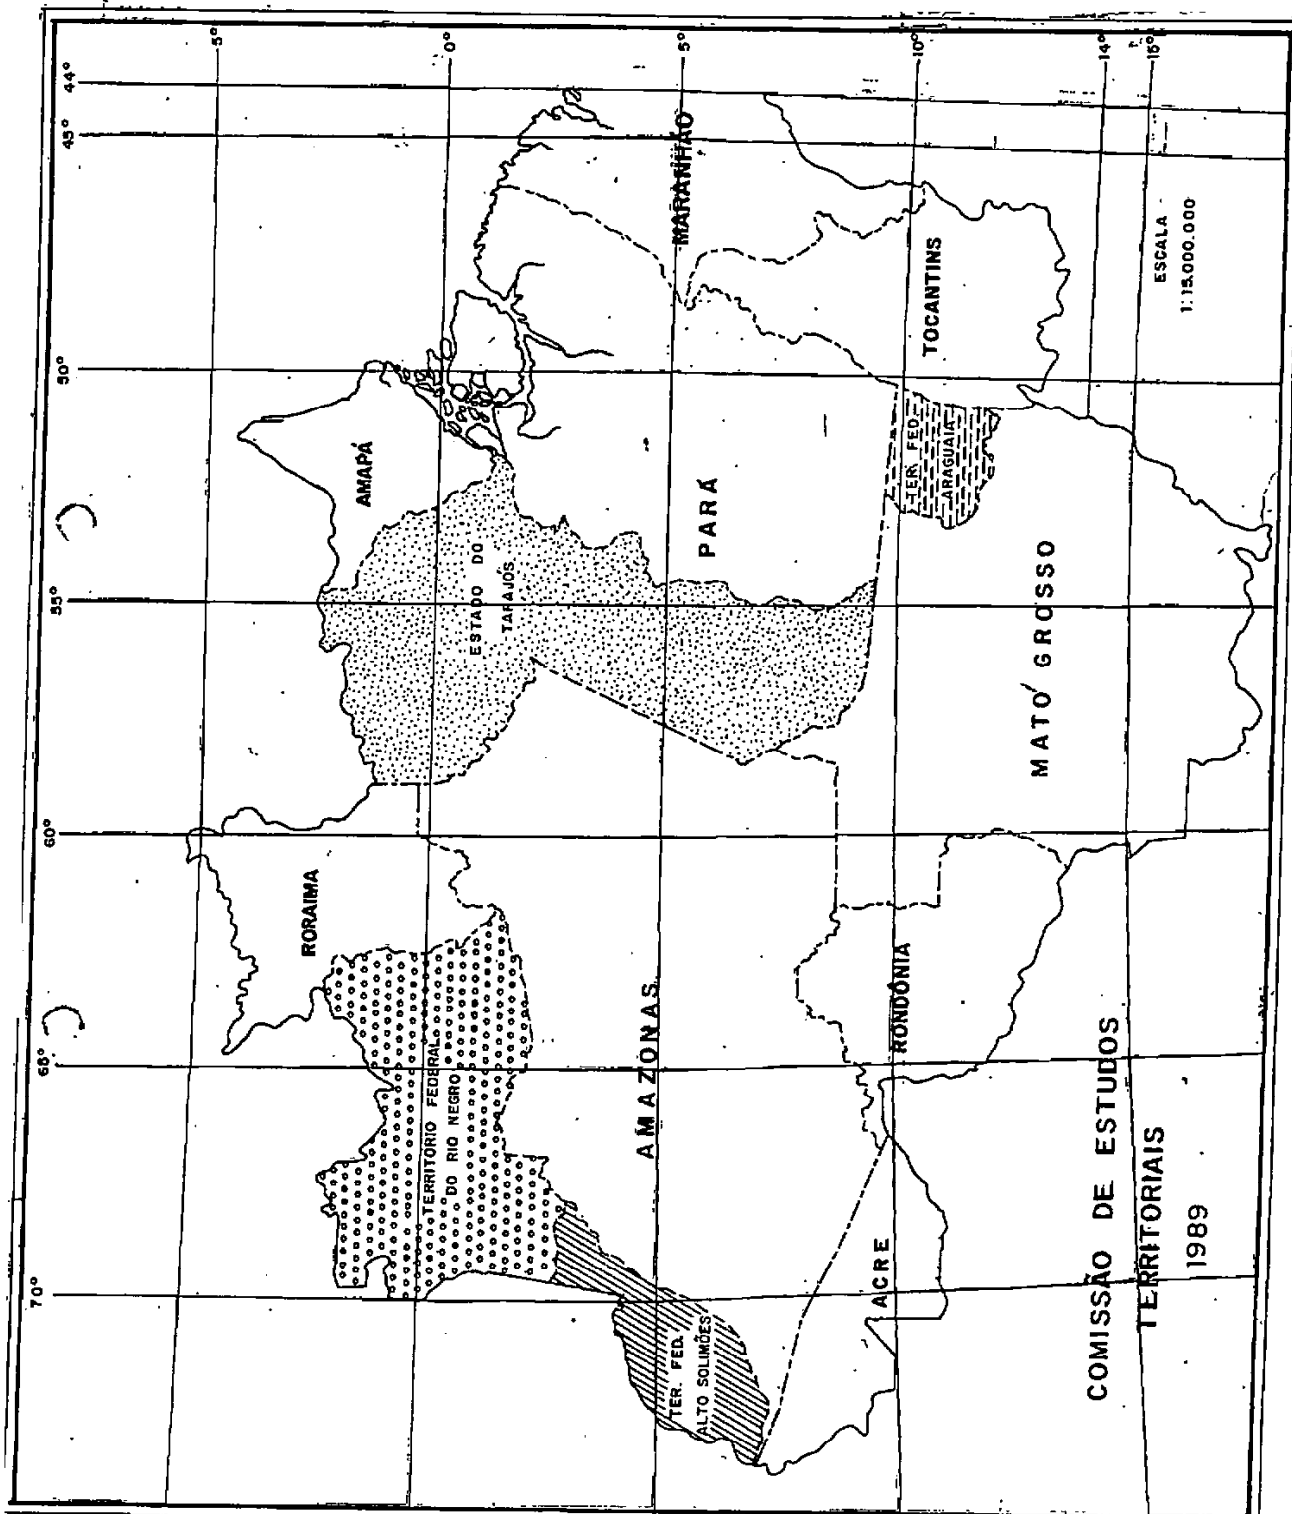 44°
45°
50°
55°
60°
65°
70°
5°
0°
5°
10°
14°
15°
MARANHÃO
TOCANTINS
ESCALA
1:15.000.000
AMAPÁ
PARÁ
TER. FED.
ARAGUAIA
ESTADO DO
TAPAJÓS
MATO GROSSO
RORAIMA
AMAZONAS
RONDÔNIA
TERRITÓRIO FEDERAL
DO RIO NEGRO
TER. FED.
ALTO SOLIMÕES
ACRE
COMISSÃO DE ESTUDOS
TERRITORIAIS
1989